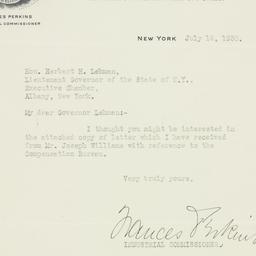 ES PERKINS
L COMMISSIONER
NEW YORK July 16, 1930.
Hon. Herbert H. Lehman,
Lieutenant Governor of the State of N.Y.,
Executive Chamber,
Albany, New York.
My dear Governor Lehman:-
I thought you might be interested in
the attached copy of letter which I have received
from Mr. Joseph Williams with reference to the
Compensation Bureau.
Very truly yours,
Frances Perkins
INDUSTRIAL COMMISSIONER.